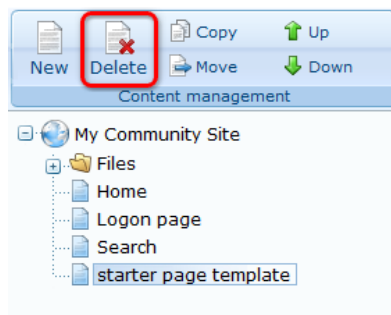 New Delete Copy Up
Move Down
Content management
My Community Site
Files
Home
Logon page
Search
starter page template